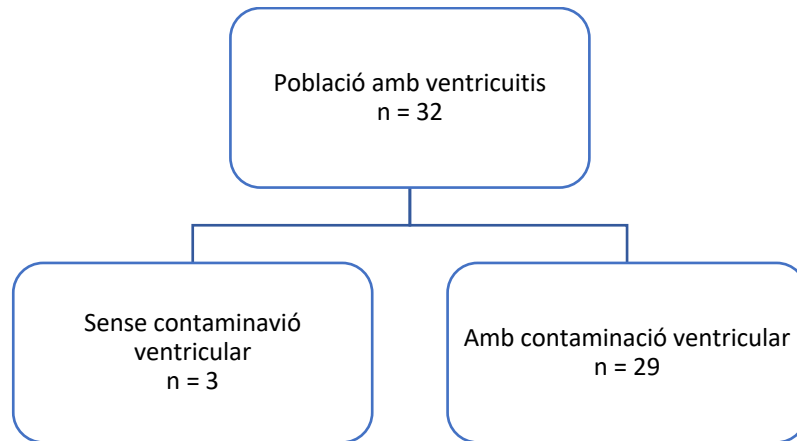 Població amb ventricuitis
n = 32
Sense contaminavió
ventricular
n = 3
Amb contaminació ventricular
n = 29